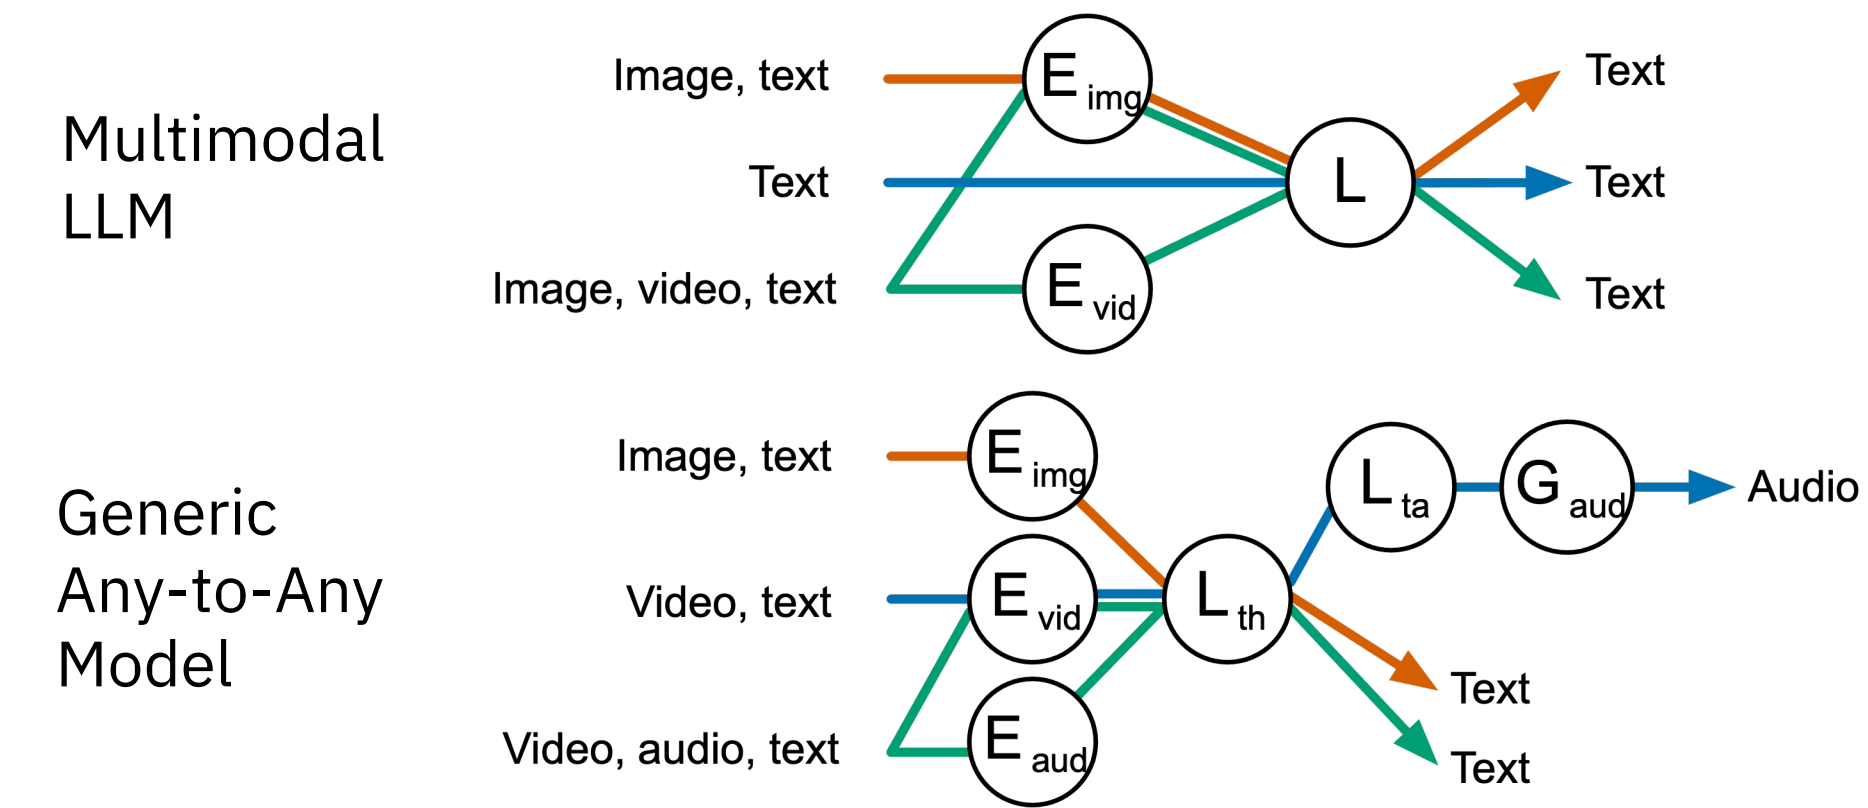 Multimodal
LLM
Image, text
Text
Image, video, text
E img
E vid
L
Text
Text
Text
Generic
Any-to-Any
Model
Image, text
Video, text
Video, audio, text
E img
E vid
E aud
L th
L ta
G aud
Audio
Text
Text